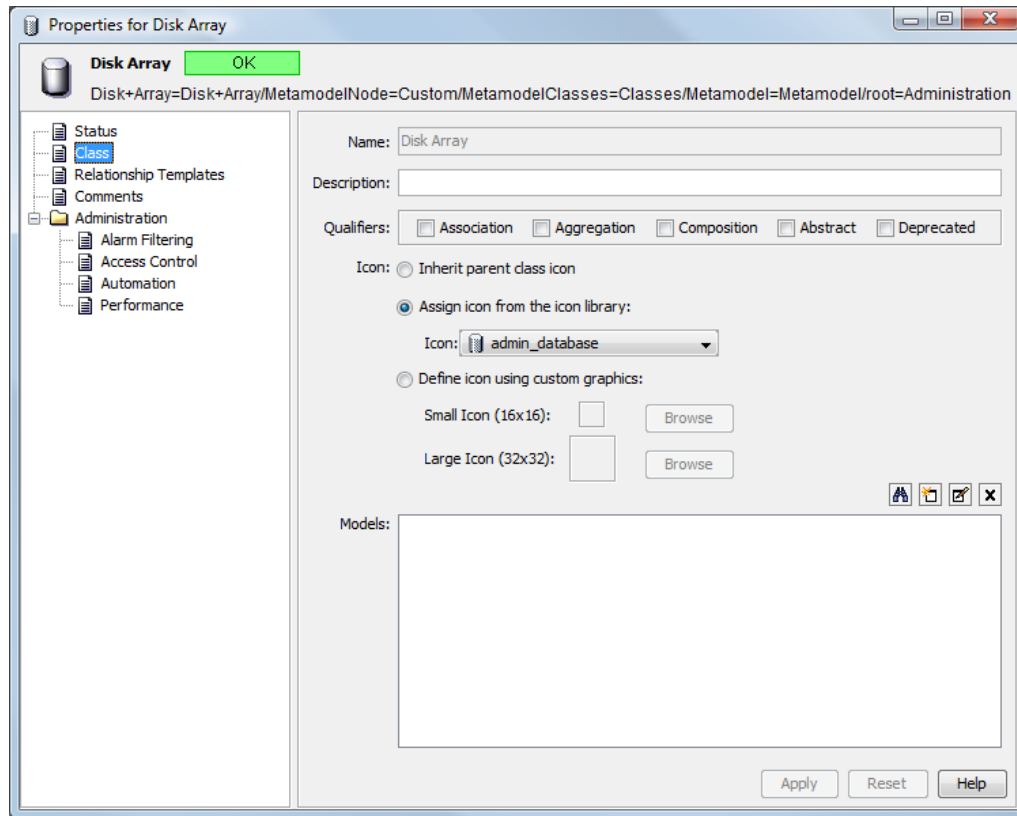 Properties for Disk Array
Disk Array OK
Disk+Array=Disk+Array/MetamodelNode=Custom/MetamodelClasses=Classes/Metamodel=Metamodel/root=Administration
Status
Class
Relationship Templates
Comments
Administration
Alarm Filtering
Access Control
Automation
Performance
Name: Disk Array
Description:
Qualifiers: Association Aggregation Composition Abstract Deprecated
Icon: Inherit parent class icon
Assign icon from the icon library:
Icon: admin_database
Define icon using custom graphics:
Small Icon (16x16): Browse
Large Icon (32x32): Browse
Models:
Apply Reset Help